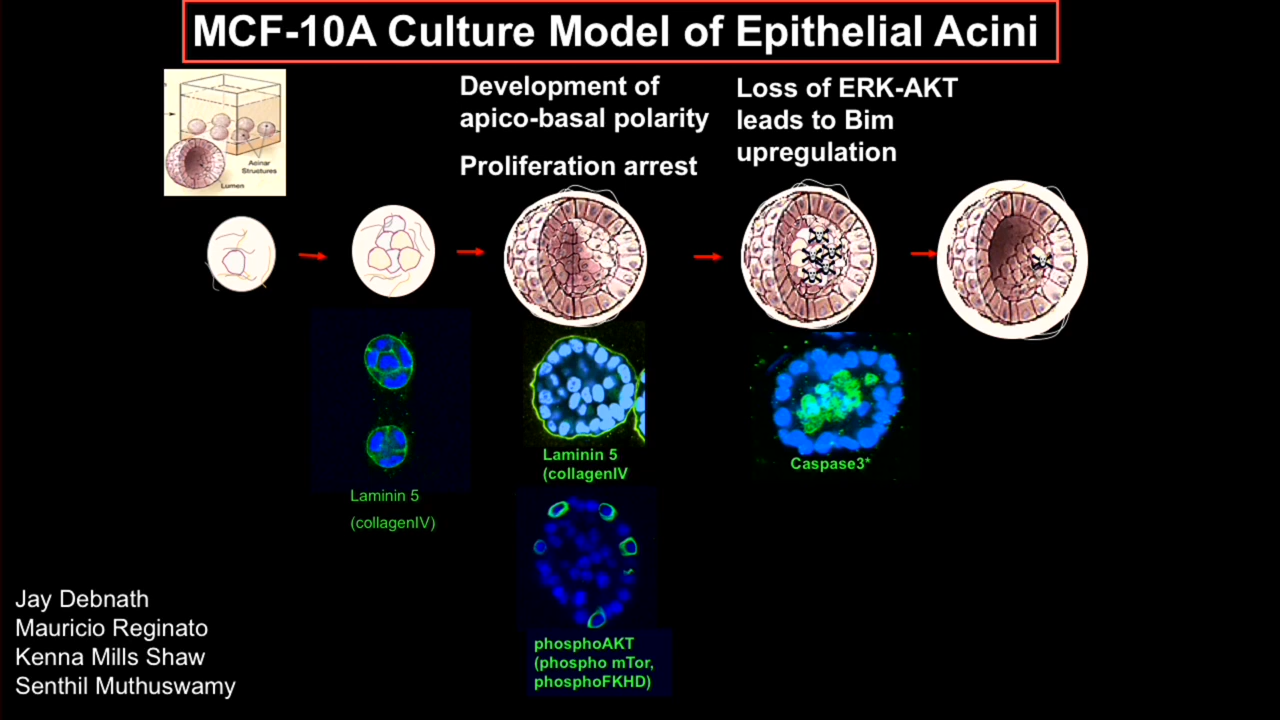 MCF-10A Culture Model of Epithelial Acini
Acinar
Structures
Lumen
Development of
apico-basal polarity
Proliferation arrest
Loss of ERK-AKT
leads to Bim
upregulation
Laminin 5
(collagenIV)
Laminin 5
(collagenIV
Caspase3*
phosphoAKT
(phospho mTor,
phosphoFKHD)
Jay Debnath
Mauricio Reginato
Kenna Mills Shaw
Senthil Muthuswamy